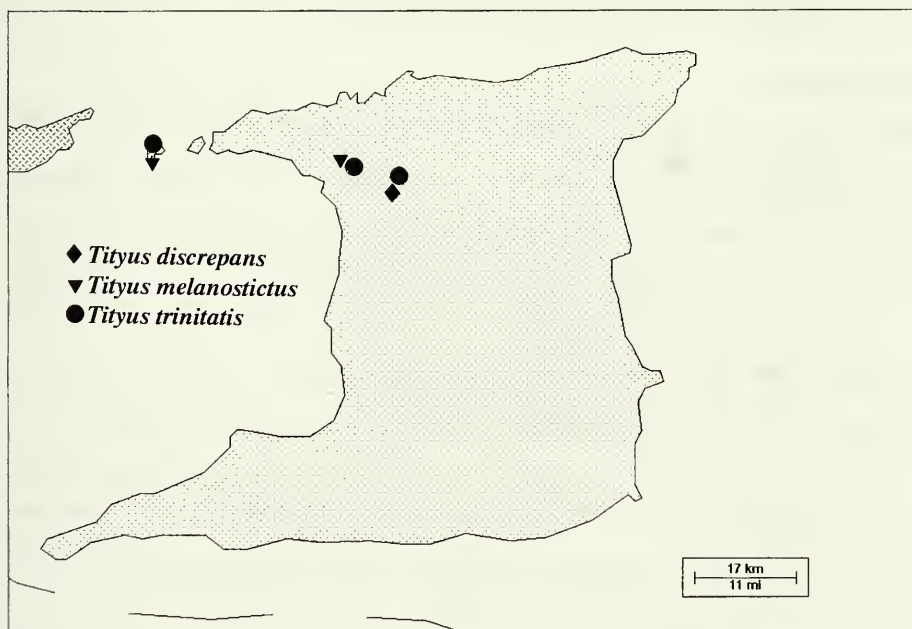 Tityus discrepans
Tityus melanostictus
Tityus trinitatis
17 km
11 mi